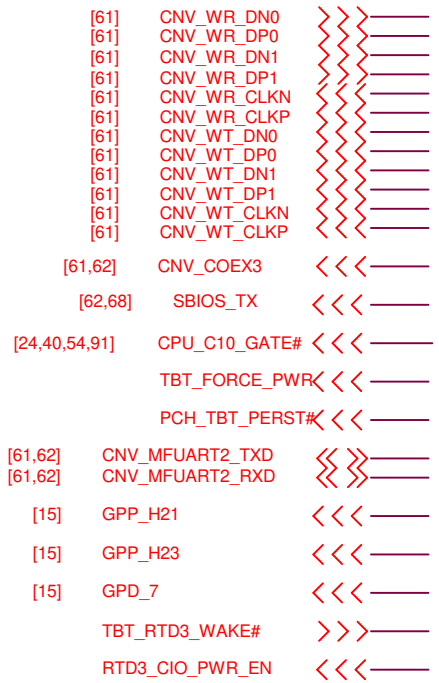 [61] CNV_WR_DN0
[61] CNV_WR_DP0
[61] CNV_WR_DN1
[61] CNV_WR_DP1
[61] CNV_WR_CLKN
[61] CNV_WR_CLKP
[61] CNV_WT_DN0
[61] CNV_WT_DP0
[61] CNV_WT_DN1
[61] CNV_WT_DP1
[61] CNV_WT_CLKN
[61] CNV_WT_CLKP
[61,62] CNV_COEX3
[62,68] SBIOS_TX
[24,40,54,91] CPU_C10_GATE#
TBT_FORCE_PWR
PCH_TBT_PERST#
[61,62] CNV_MFUART2_TXD
[61,62] CNV_MFUART2_RXD
[15] GPP_H21
[15] GPP_H23
[15] GPD_7
TBT_RTD3_WAKE#
RTD3_CIO_PWR_EN